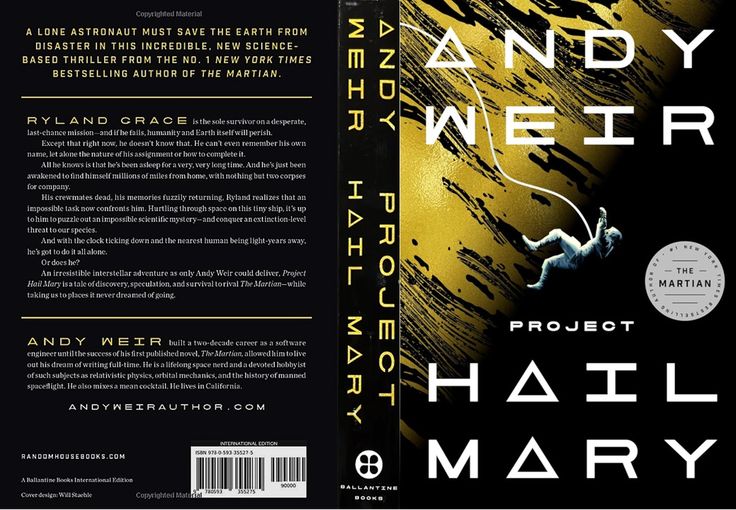 Copyrighted Material
A LONE ASTRONAUT MUST SAVE THE EARTH FROM
DISASTER IN THIS INCREDIBLE, NEW SCIENCE-
BASED THRILLER FROM THE NO. 1 NEW YORK TIMES
BESTSELLING AUTHOR OF THE MARTIAN.
RYLAND GRACE is the sole survivor on a desperate,
last-chance mission—and if he fails, humanity and Earth itself will perish.
Except that right now, he doesn't know that. He can't even remember his own
name, let alone the nature of his assignment or how to complete it.
All he knows is that he's been asleep for a very, very long time. And he's just been
awakened to find himself millions of miles from home, with nothing but two corpses
for company.
His crewmates dead, his memories fuzzily returning, Ryland realizes that an
impossible task now confronts him. Hurtling through space on this tiny ship, it's up
to him to puzzle out an impossible scientific mystery—and conquer an extinction-level
threat to our species.
And with the clock ticking down and the nearest human being light-years away,
he's got to do it all alone.
Or does he?
An irresistible interstellar adventure as only Andy Weir could deliver, Project
Hail Mary is a tale of discovery, speculation, and survival to rival The Martian—while
taking us to places it never dreamed of going.
ANDY WEIR built a two-decade career as a software
engineer until the success of his first published novel, The Martian, allowed him to live
out his dream of writing full-time. He is a lifelong space nerd and a devoted hobbyist
of such subjects as relativistic physics, orbital mechanics, and the history of manned
spaceflight. He also mixes a mean cocktail. He lives in California.
ANDYWEIRAUTHOR.COM
RANDOMHOUSEBOOKS.COM
A Ballantine Books International Edition
Cover design: Will Staehle
Copyrighted Material
INTERNATIONAL EDITION
ISBN 978-0-593-35527-5
90000
9 780593 355275
ANDY
WEIR
PROJECT
HAIL MARY
BALLANTINE
BOOKS
ANDY
WEIR
AUTHOR OF • #1 NEW YORK TIMES BESTSELLING
THE
MARTIAN
PROJECT
HAIL
MARY